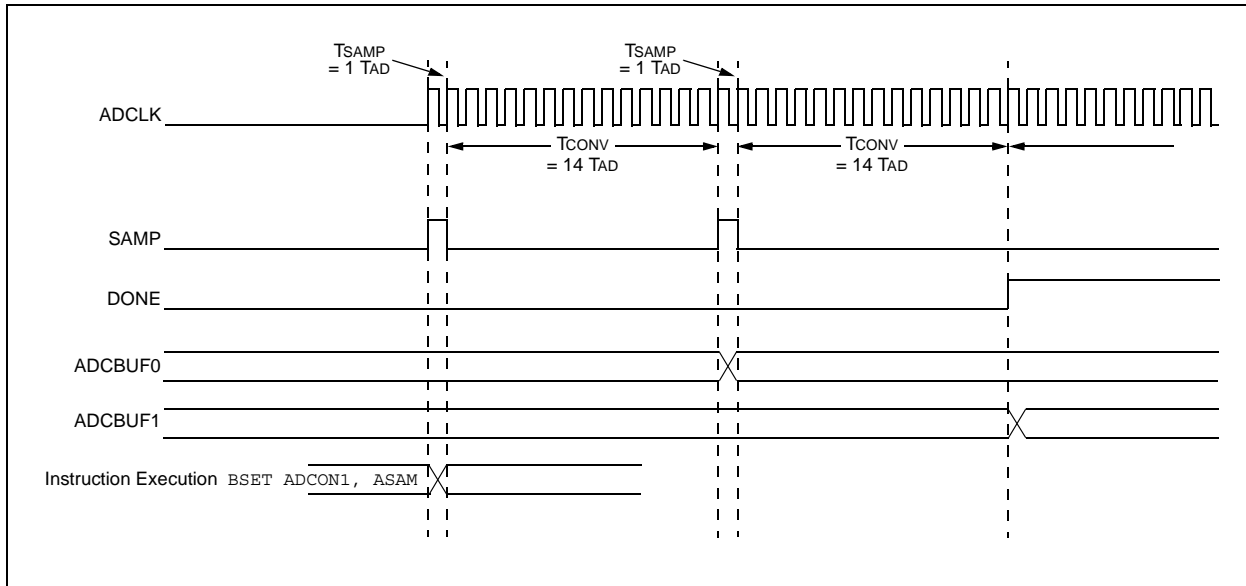 TSAMP
= 1 TAD
TSAMP
= 1 TAD
ADCLK
TCONV
= 14 TAD
TCONV
= 14 TAD
SAMP
DONE
ADCBUF0
ADCBUF1
Instruction Execution BSET ADCON1, ASAM